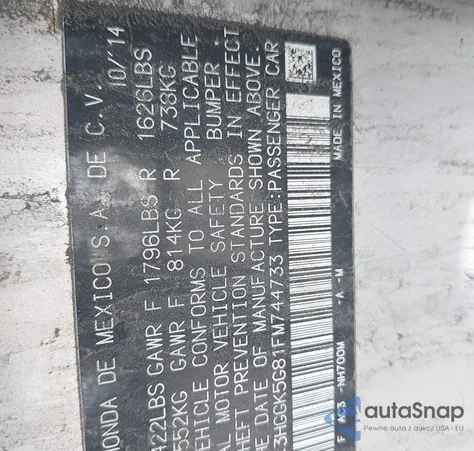 HONDA DE MEXICO S.A. DE C.V. 10/'14
422LBS GAWR F 1796LBS R 1626LBS
552KG GAWR F 814KG R 738KG
VEHICLE CONFORMS TO ALL APPLICABLE
MOTOR VEHICLE SAFETY BUMPER
THEFT PREVENTION STANDARDS IN EFFECT
THE DATE OF MANUFACTURE SHOWN ABOVE.
3HGGK5G81FM744733 TYPE:PASSENGER CAR
F A3 -NH700M -A -M MADE IN MEXICO
autoSnap
Pewne auta z aukcji USA i EU